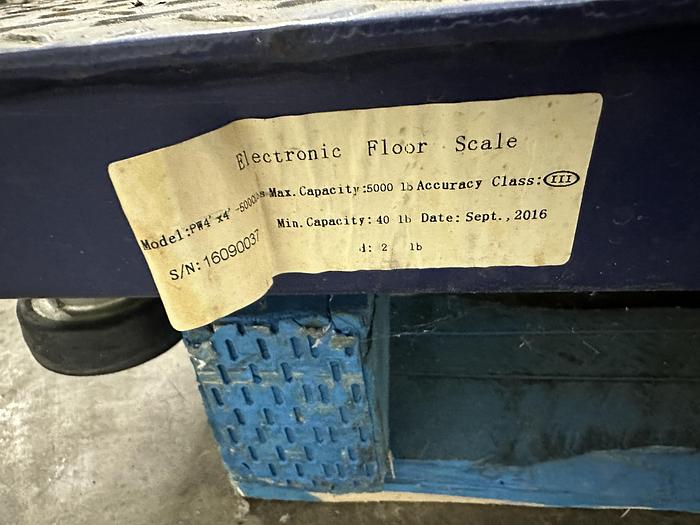 Electronic Floor Scale
Model:PW4'x4'-5000lbs Max.Capacity:5000 lb Accuracy Class: III
S/N:16090037 Min.Capacity: 40 lb Date: Sept.,2016
d: 2 lb